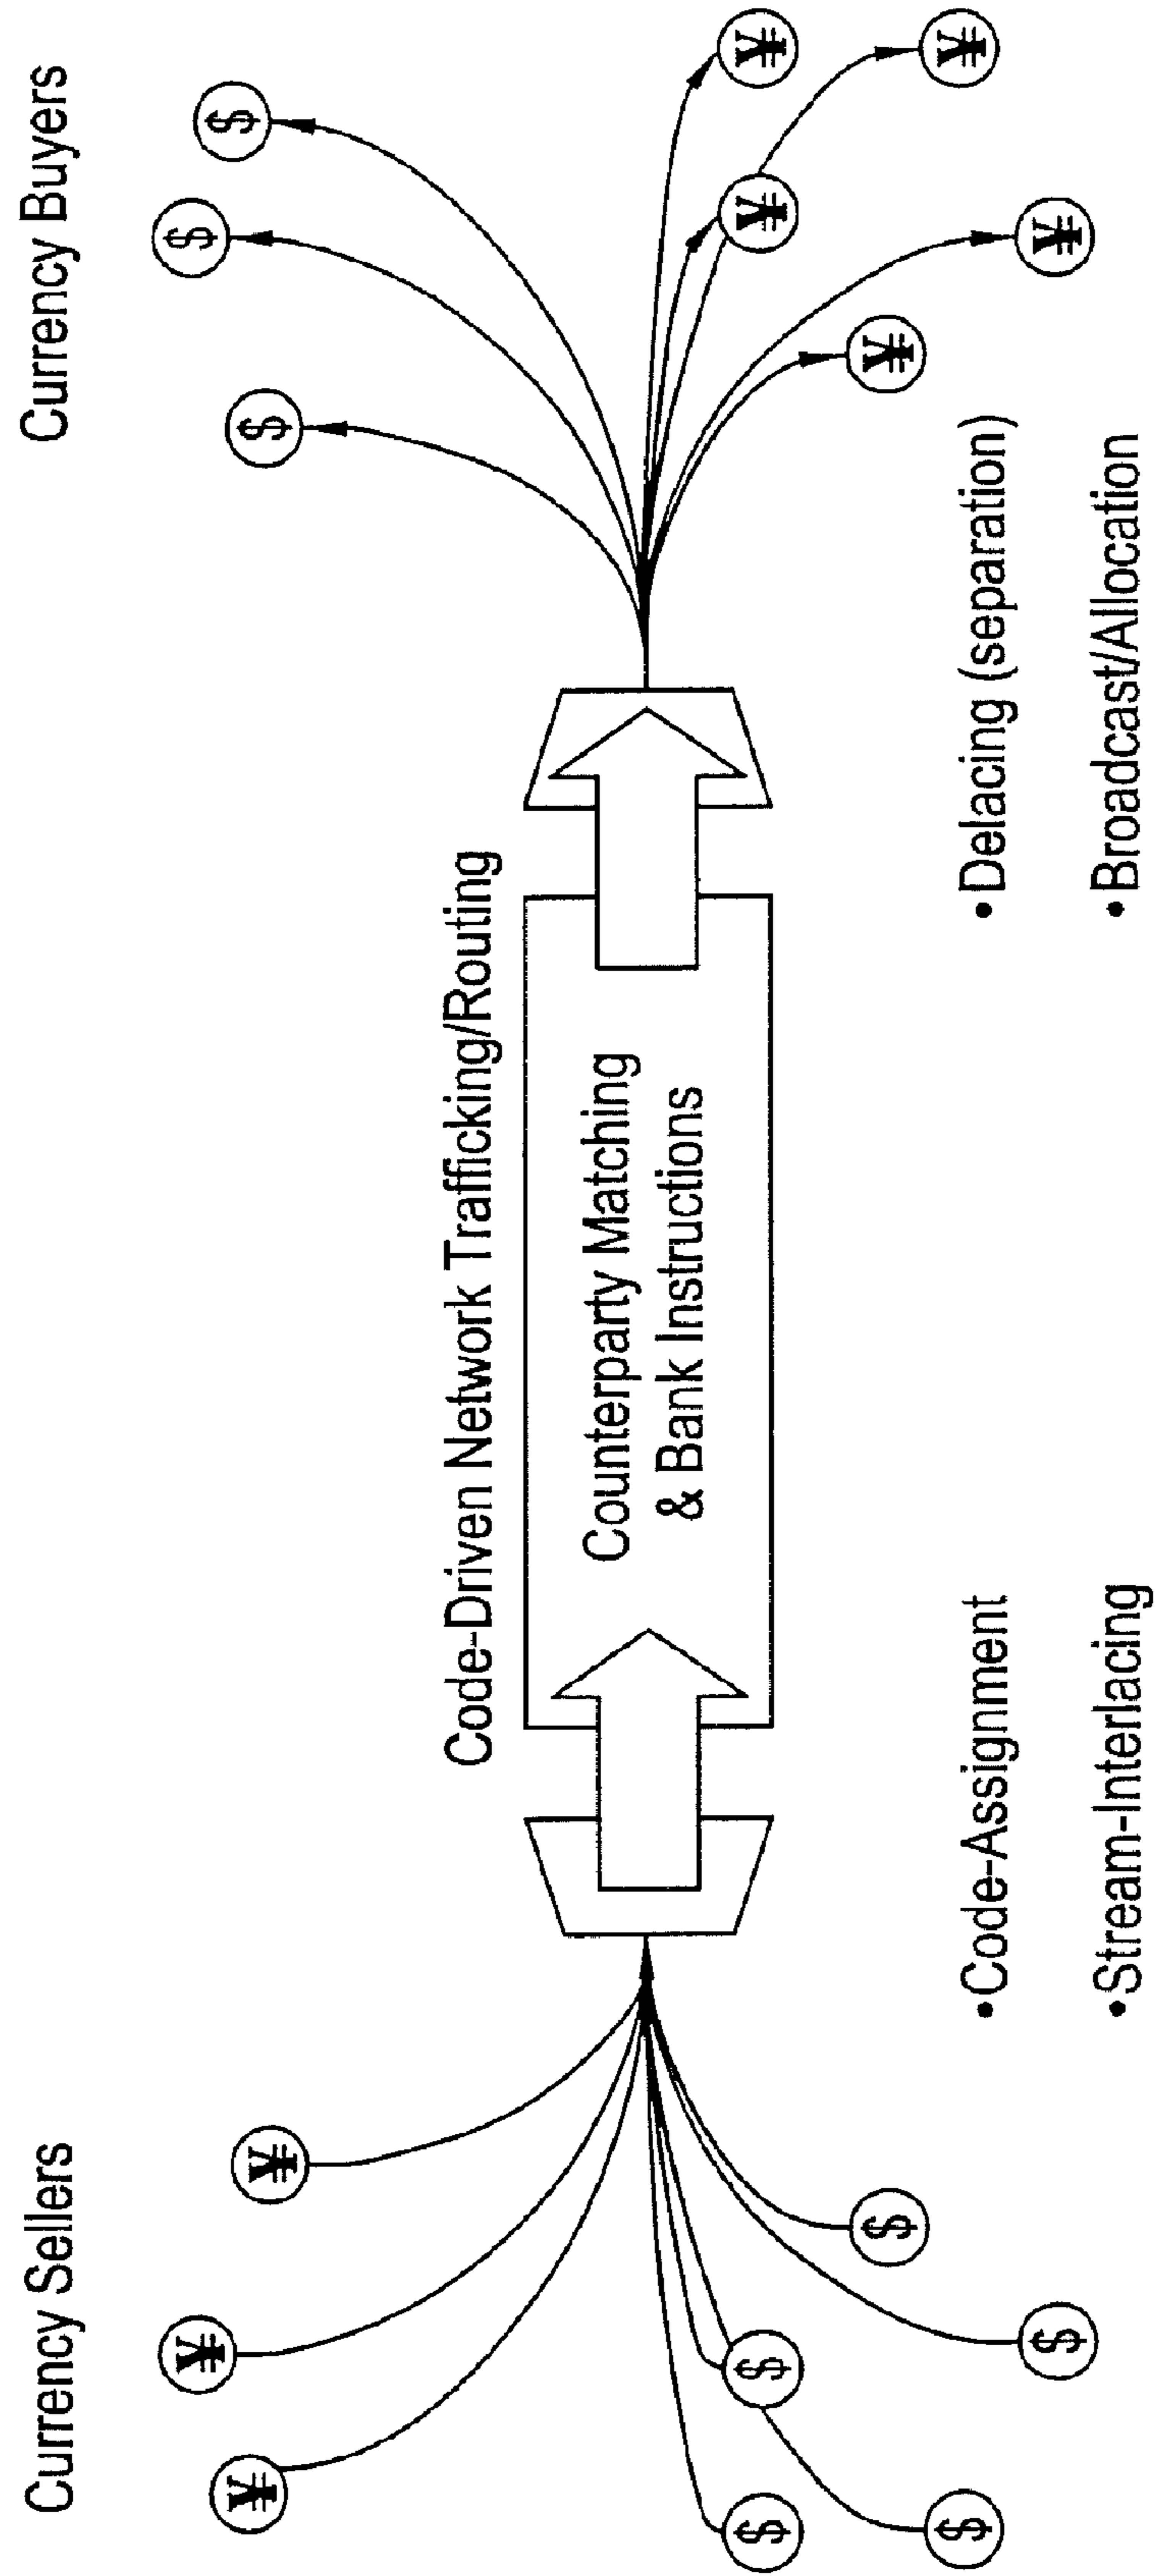 Currency Sellers
Currency Buyers
¥
¥
¥
$
$
$
$
$
Code-Driven Network Trafficking/Routing
Counterparty Matching
& Bank Instructions
$
$
$
¥
¥
¥
¥
¥
•Code-Assignment
•Stream-Interlacing
•Delacing (separation)
•Broadcast/Allocation